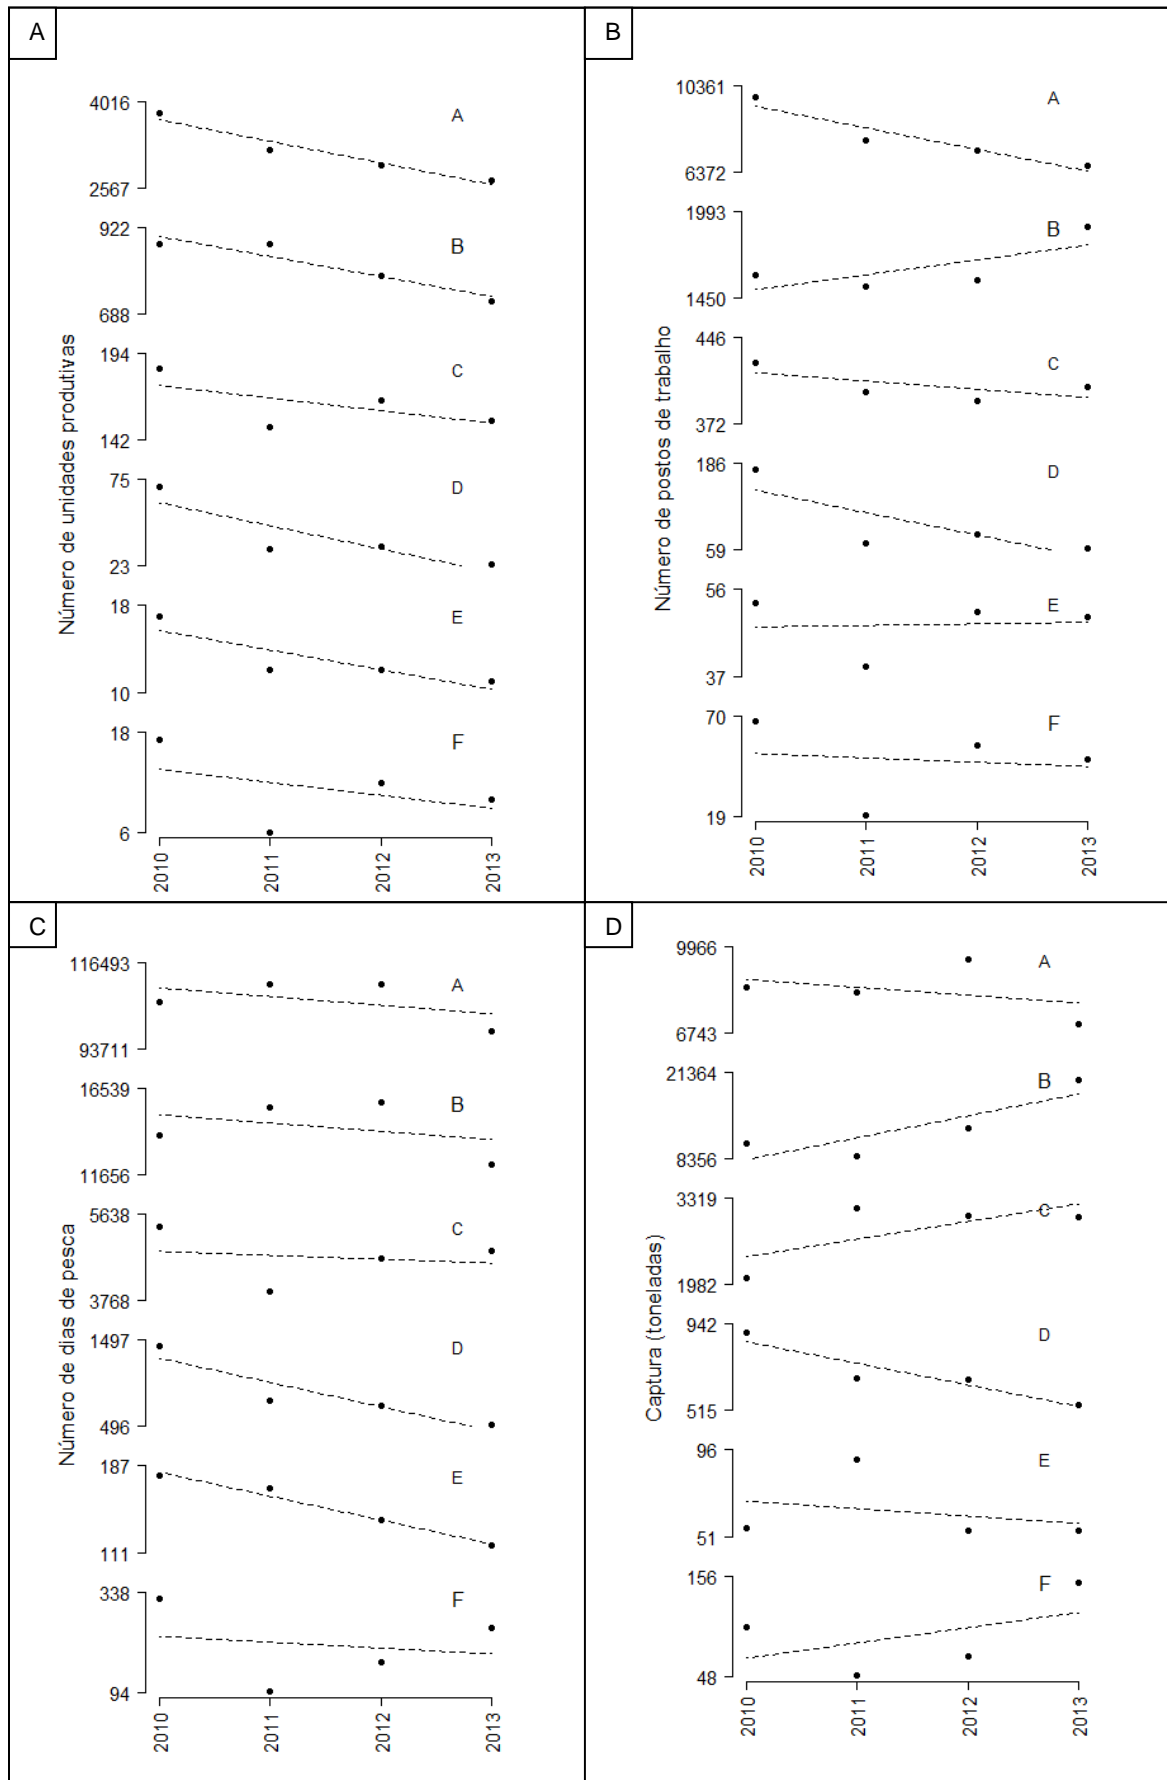 A
Número de unidades produtivas
4016
A
2567
922
B
688
194
C
142
75
D
23
18
E
10
18
F
6
2010
2011
2012
2013
B
Número de postos de trabalho
10361
A
6372
1993
B
1450
446
C
372
186
D
59
56
E
37
70
F
19
2010
2011
2012
2013
C
Número de dias de pesca
116493
A
93711
16539
B
11656
5638
C
3768
1497
D
496
187
E
111
338
F
94
2010
2011
2012
2013
D
Captura (toneladas)
9966
A
6743
21364
B
8356
3319
C
1982
942
D
515
96
E
51
156
F
48
2010
2011
2012
2013